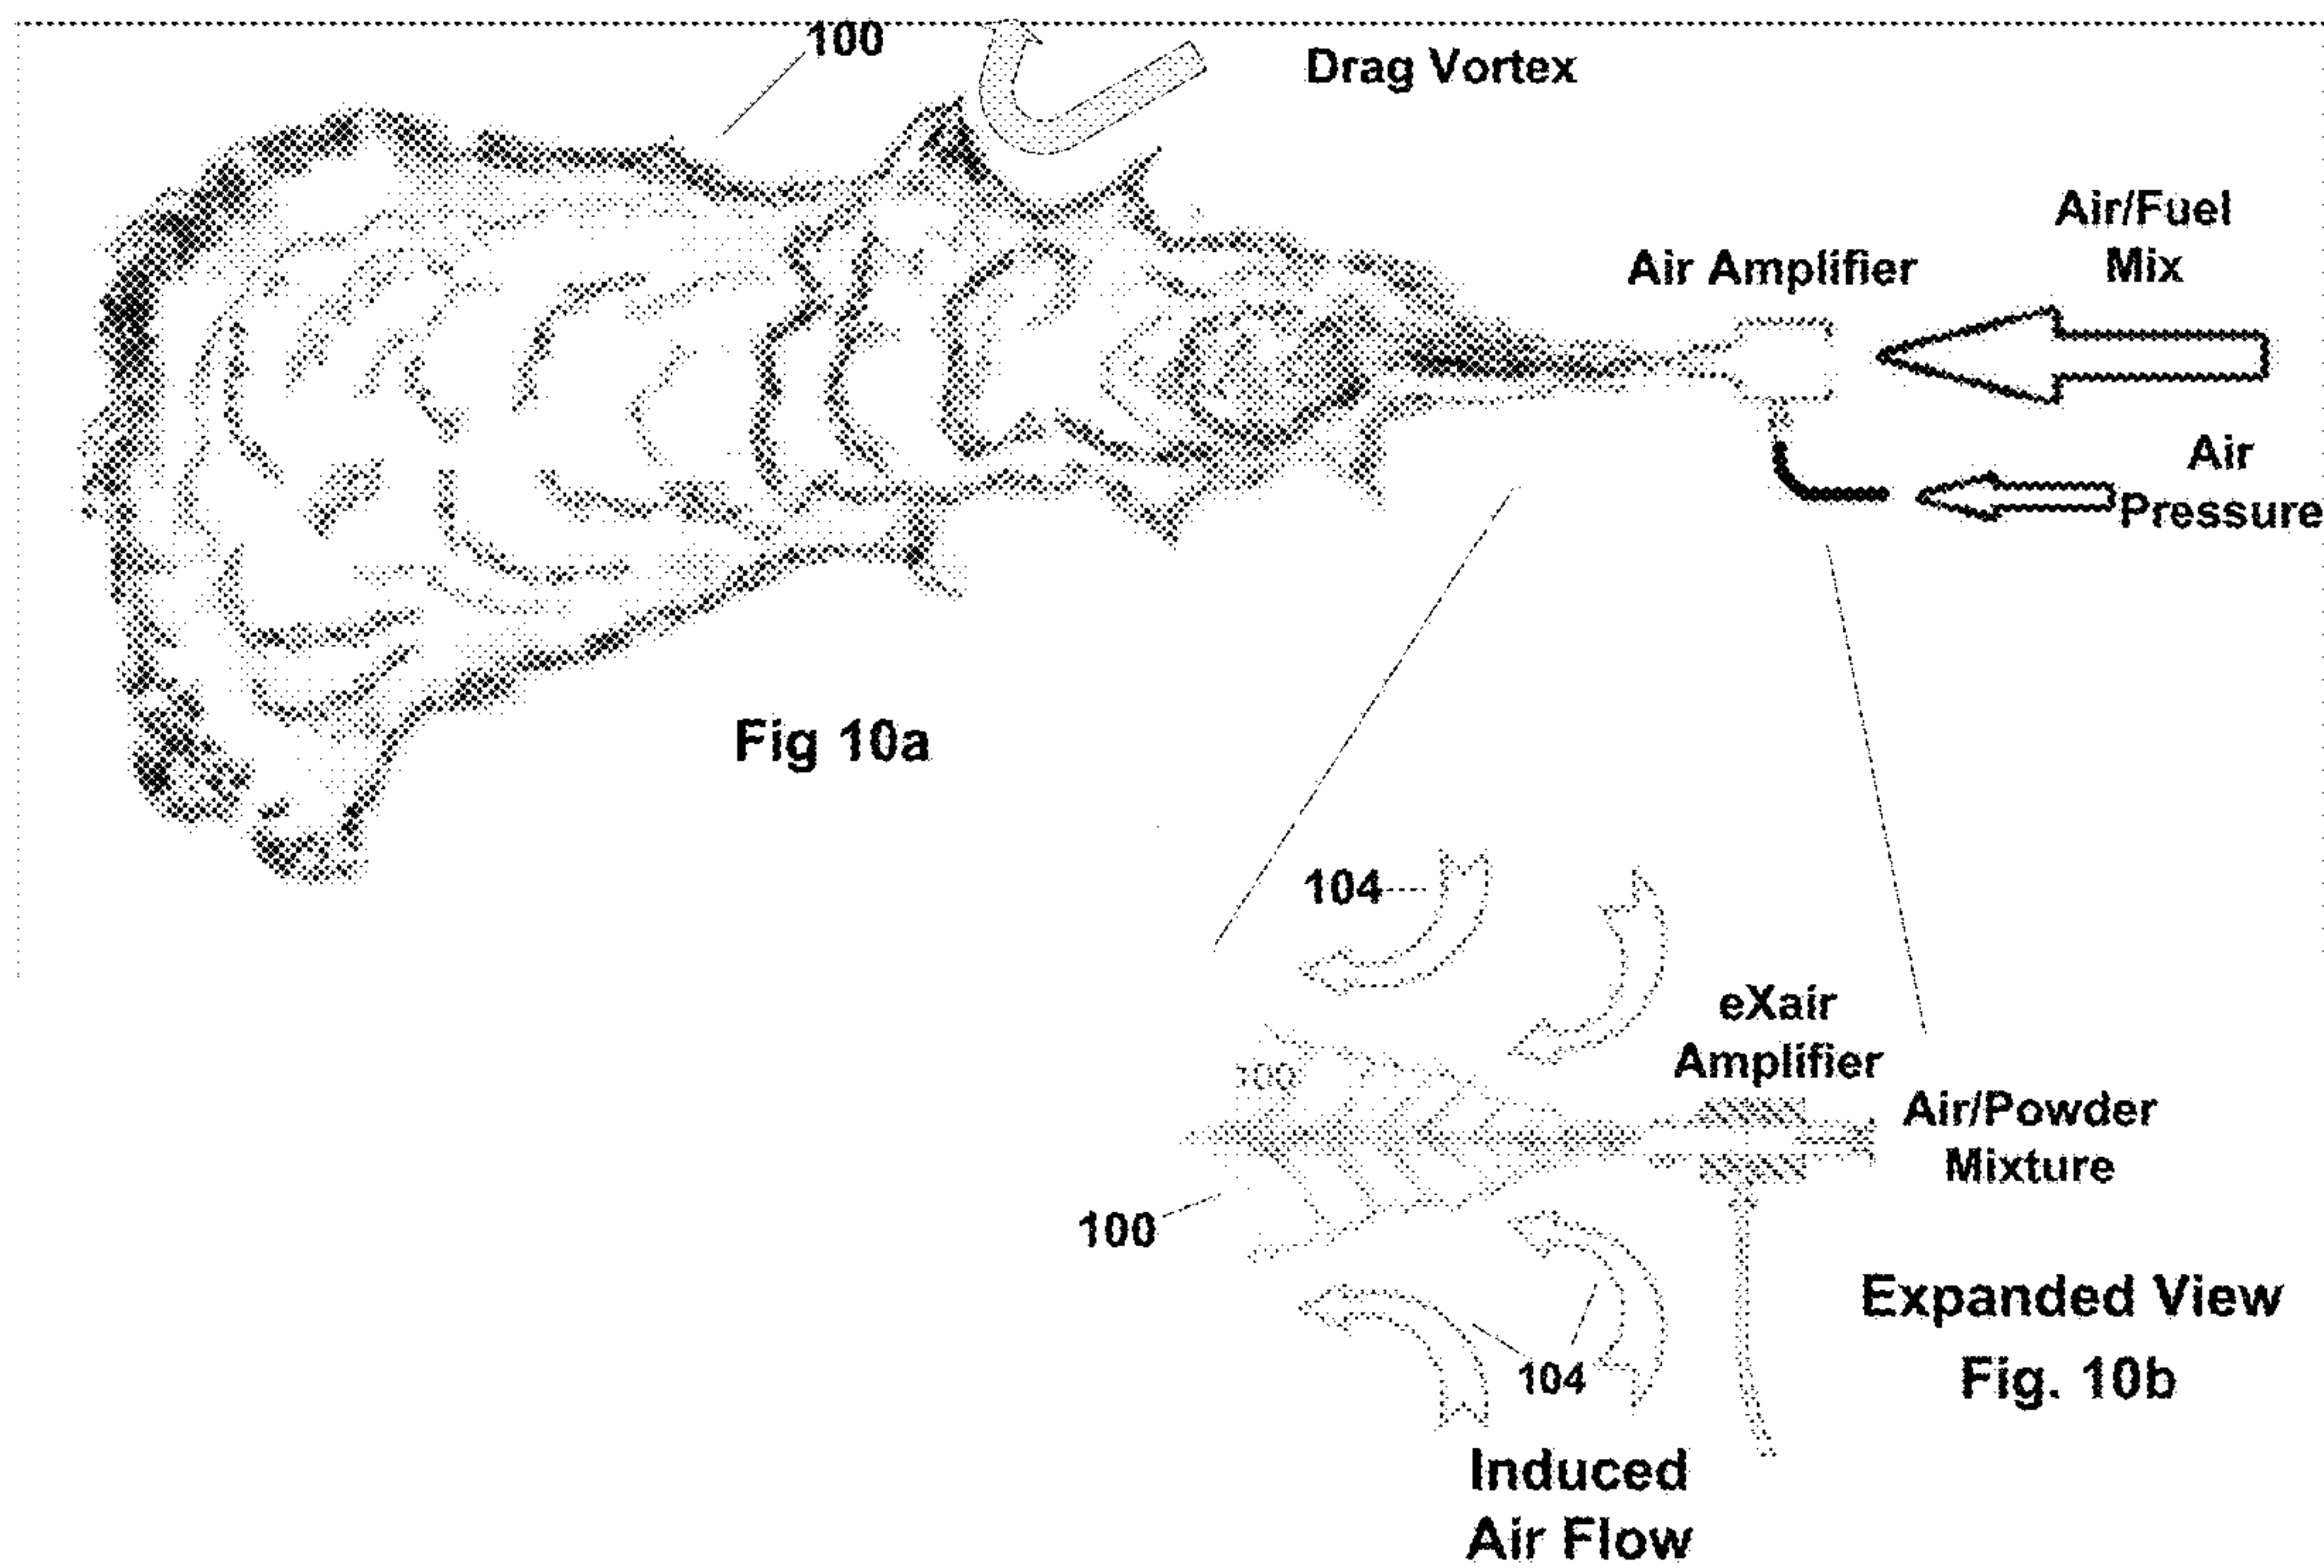 100
Drag Vortex
Air/Fuel
Mix
Air Amplifier
Air
Pressure
Fig 10a
104
eXair
Amplifier
100
Air/Powder
Mixture
100
Expanded View
Fig. 10b
104
Induced
Air Flow